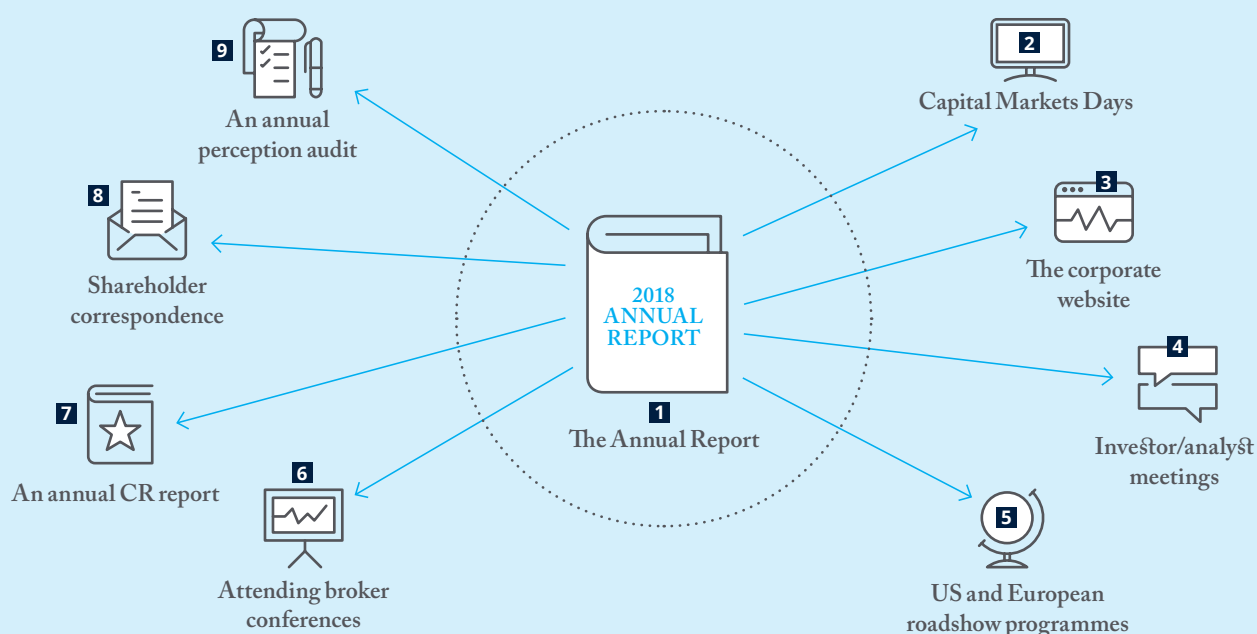 9
An annual
perception audit
2
Capital Markets Days
8
Shareholder
correspondence
3
The corporate
website
2018
ANNUAL
REPORT
1
The Annual Report
4
Investor/analyst
meetings
7
An annual CR report
6
Attending broker
conferences
5
US and European
roadshow programmes